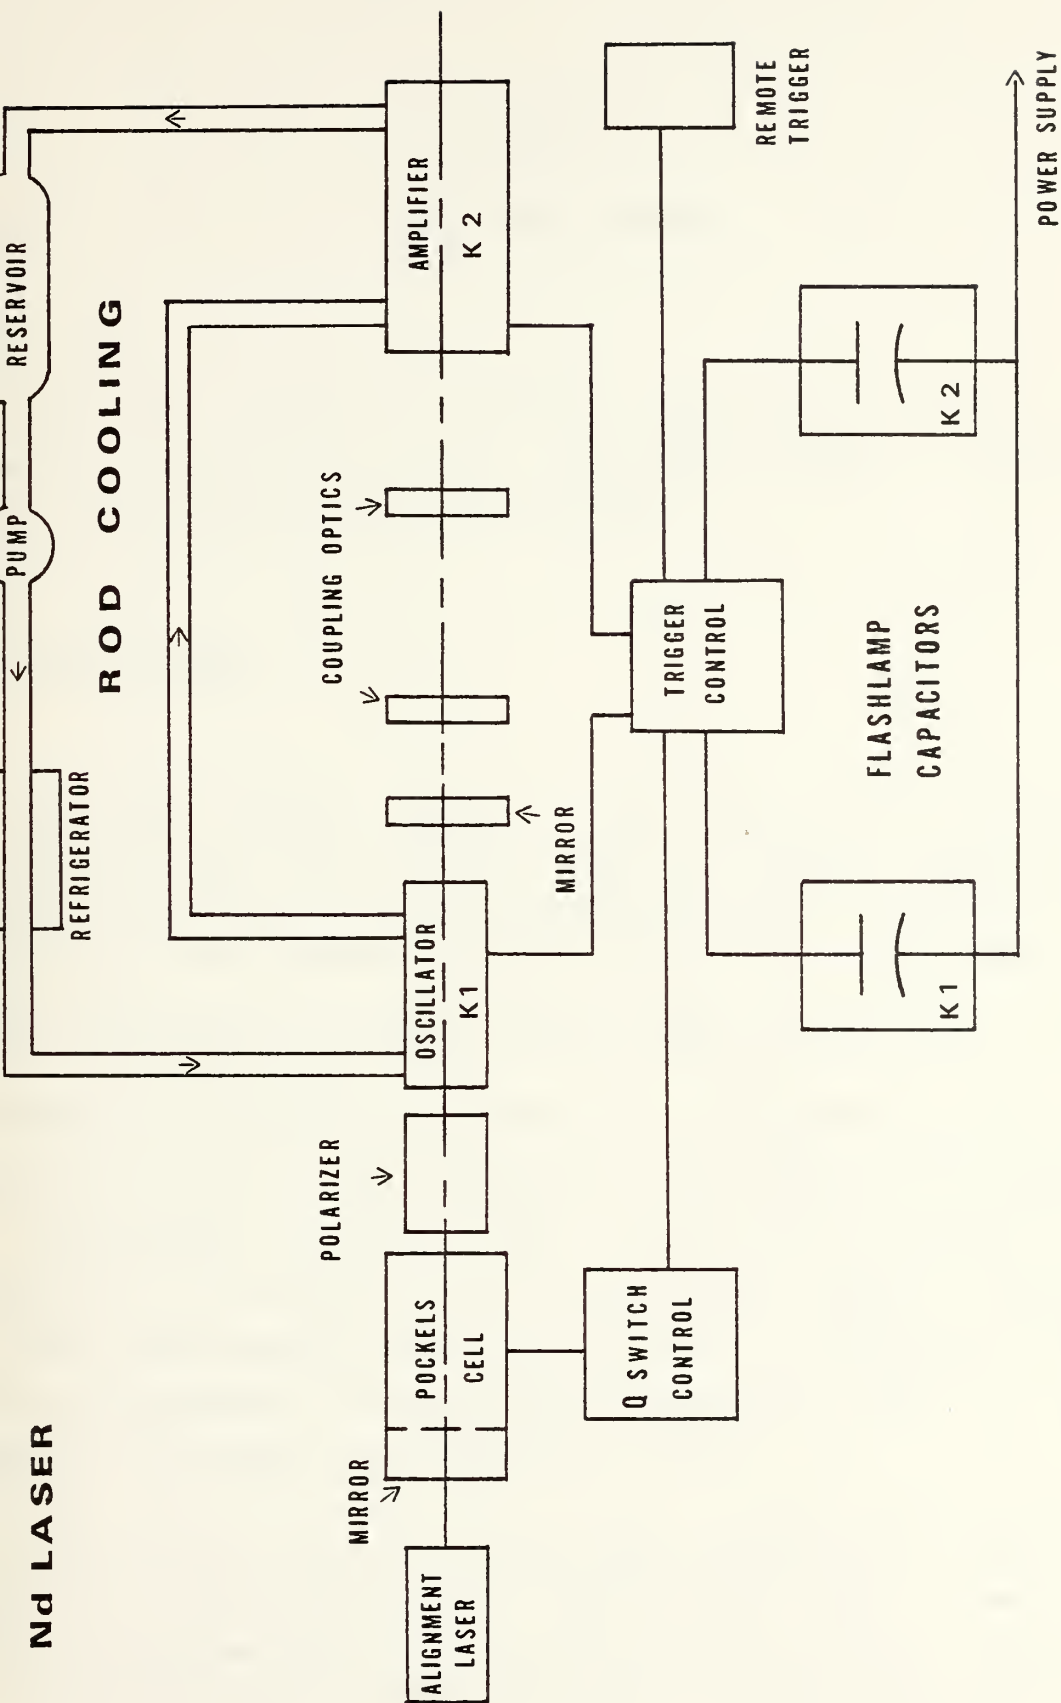 Nd LASER
ROD COOLING
REFRIGERATOR
PUMP
RESERVOIR
ALIGNMENT
LASER
MIRROR
POCKELS
CELL
POLARIZER
OSCILLATOR
K1
MIRROR
COUPLING OPTICS
AMPLIFIER
K 2
Q SWITCH
CONTROL
TRIGGER
CONTROL
REMOTE
TRIGGER
K1
FLASHLAMP
CAPACITORS
K 2
POWER SUPPLY